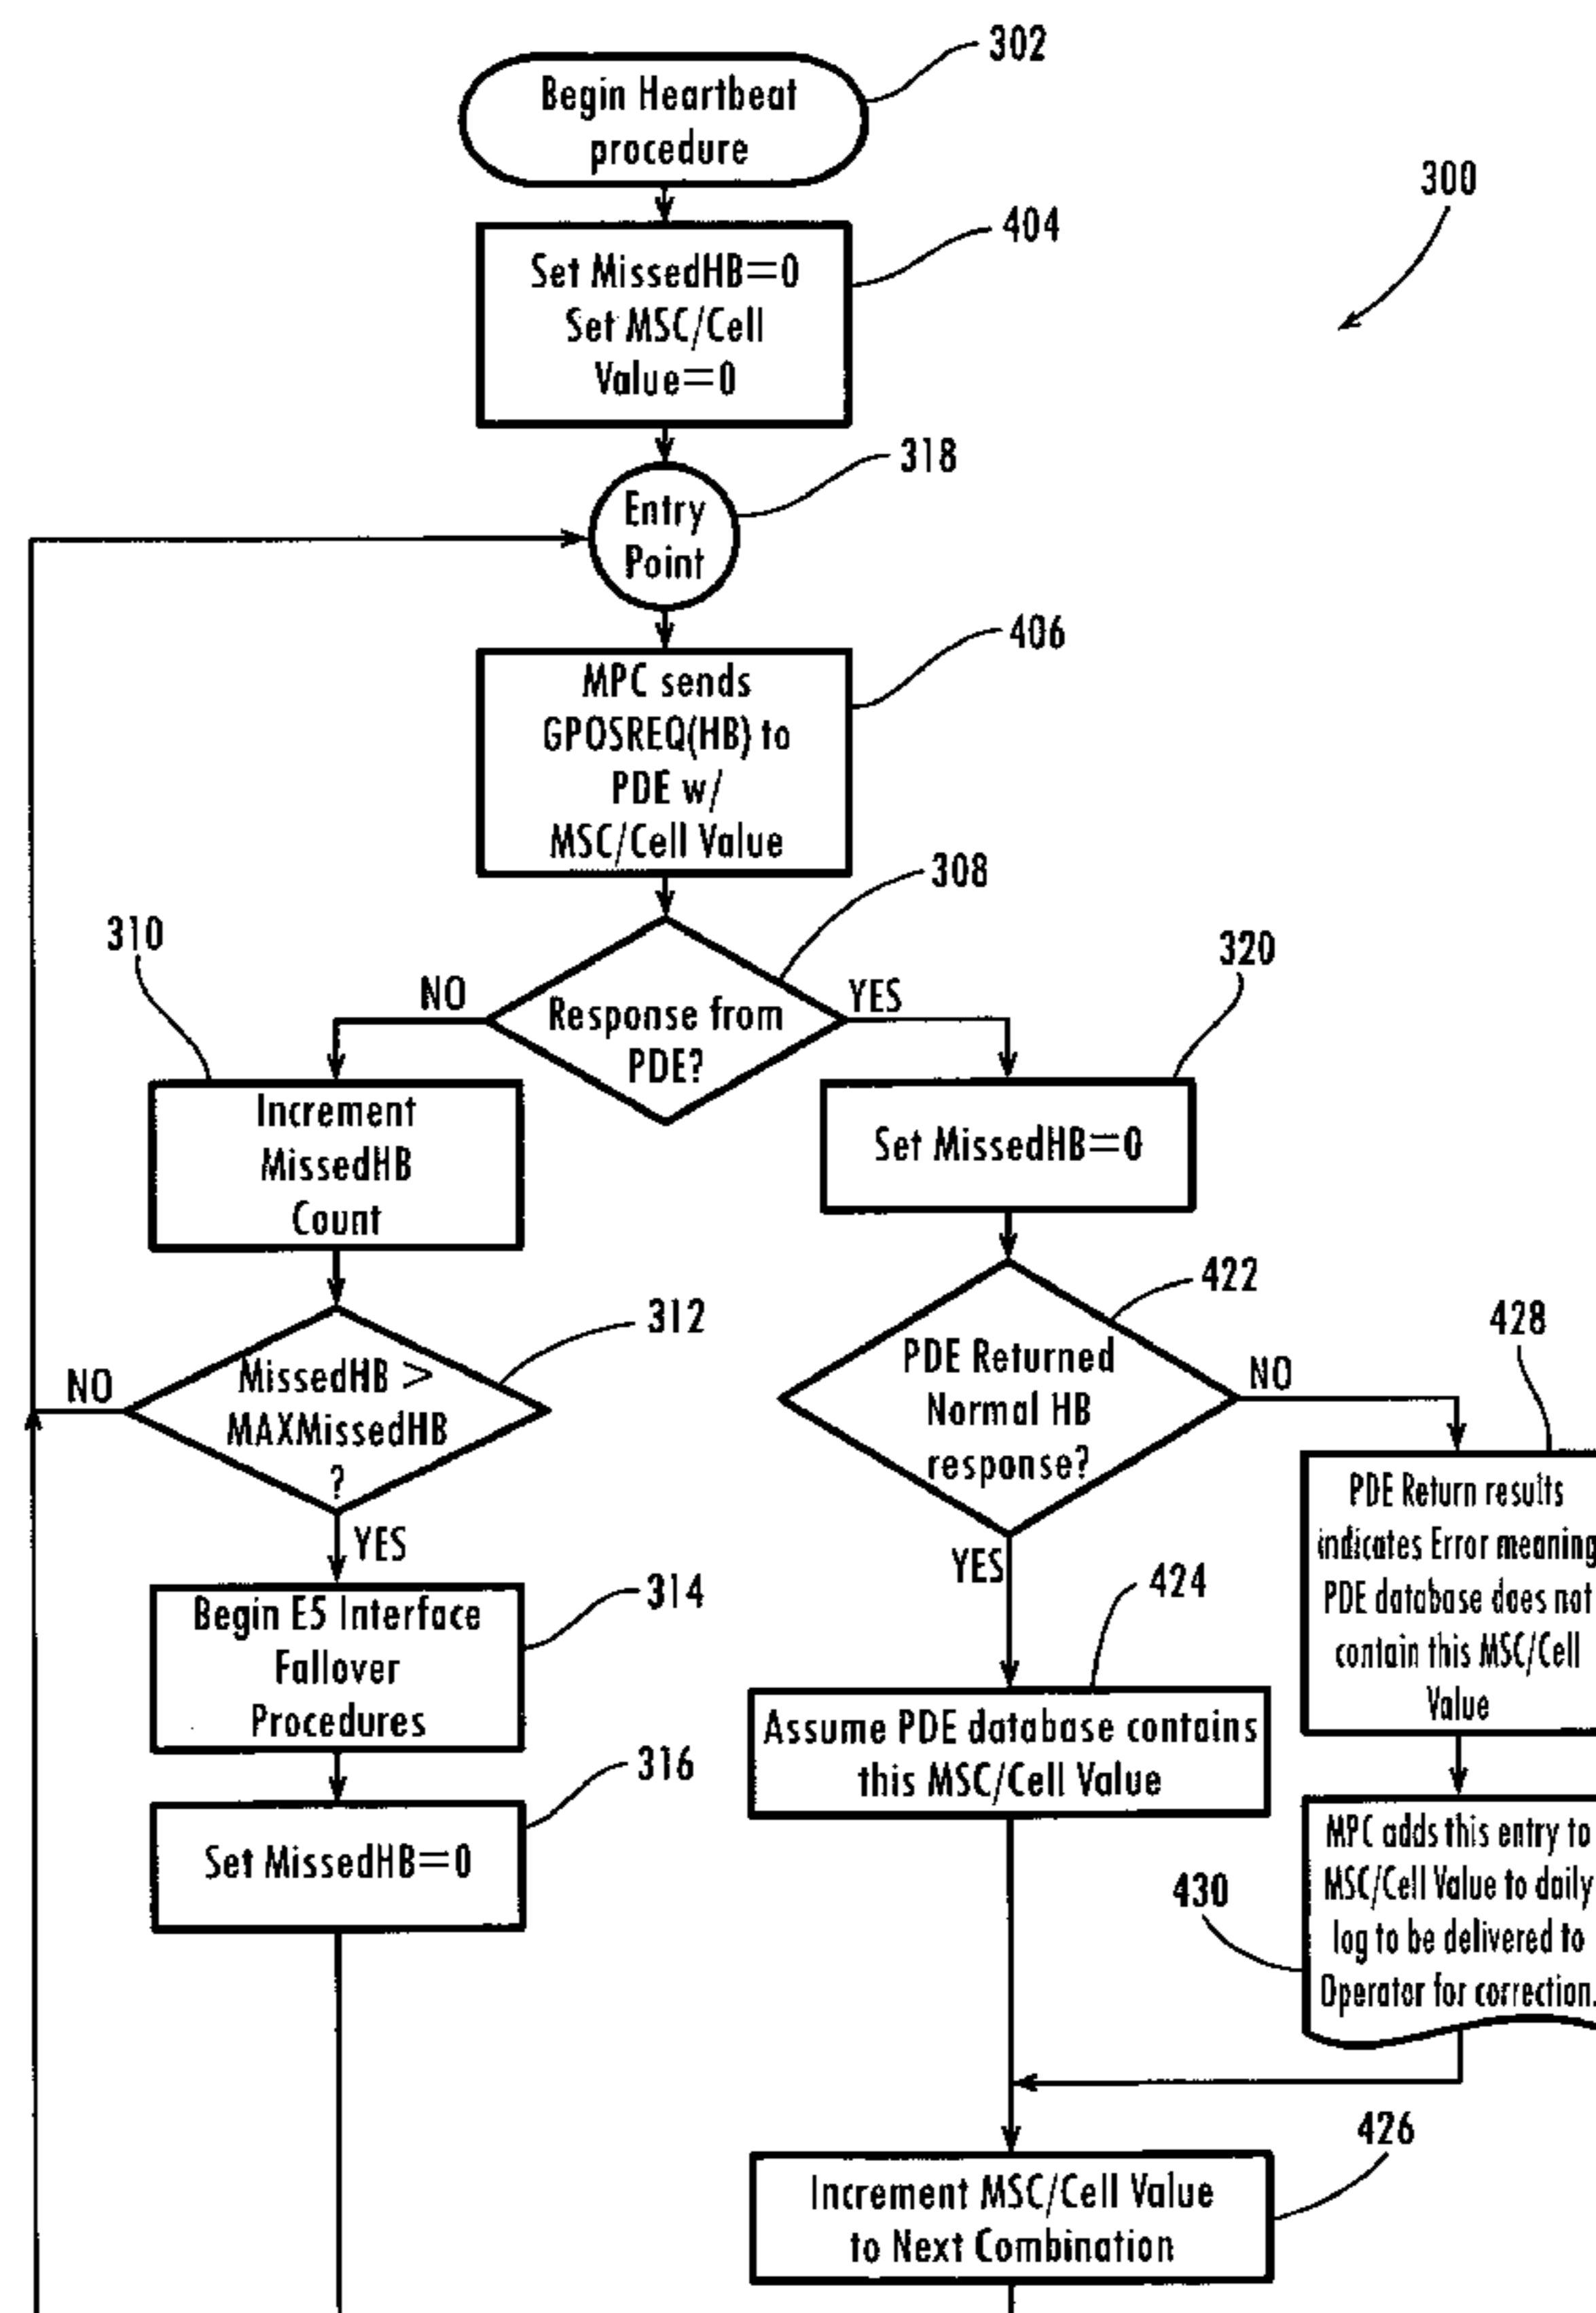 302
Begin Heartbeat
procedure
300
404
Set MissedHB=0
Set MSC/Cell
Value=0
318
Entry
Point
406
MPC sends
GPOSREQ(HB) to
PDE w/
MSC/Cell Value
308
310
320
NO
YES
Response from
PDE?
Increment
MissedHB
Count
Set MissedHB=0
422
312
428
NO
MissedHB >
MAXMissedHB
?
PDE Returned
Normal HB
response?
NO
YES
YES
PDE Return results
indicates Error meaning
PDE database does not
contain this MSC/Cell
Value
314
Begin E5 Interface
Fallover
Procedures
424
Assume PDE database contains
this MSC/Cell Value
316
Set MissedHB=0
430
MPC adds this entry to
MSC/Cell Value to daily
log to be delivered to
Operator for correction.
426
Increment MSC/Cell Value
to Next Combination